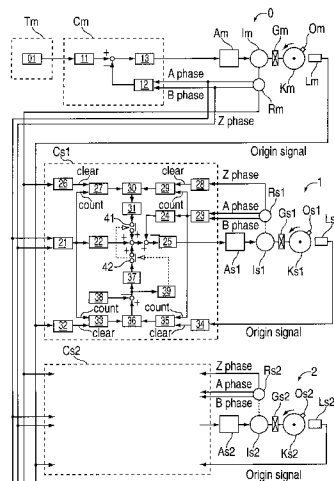 Tm
Cm
0
Am
Im
Gm
Om
01
11
+
13
12
A phase
B phase
Z phase
Km
Lm
Rm
Origin signal
Cs1
26
clear
27
30
29
clear
28
Z phase
count
31
count
41
24
23
A phase
B phase
Rs1
1
Gs1
Os1
21
22
+
+
25
42
As1
Is1
Ks1
37
38
39
count
count
32
33
36
35
34
clear
clear
Origin signal
Cs2
Z phase
Rs2
2
A phase
Gs2
Os2
B phase
Ls2
As2
Is2
Ks2
Origin signal